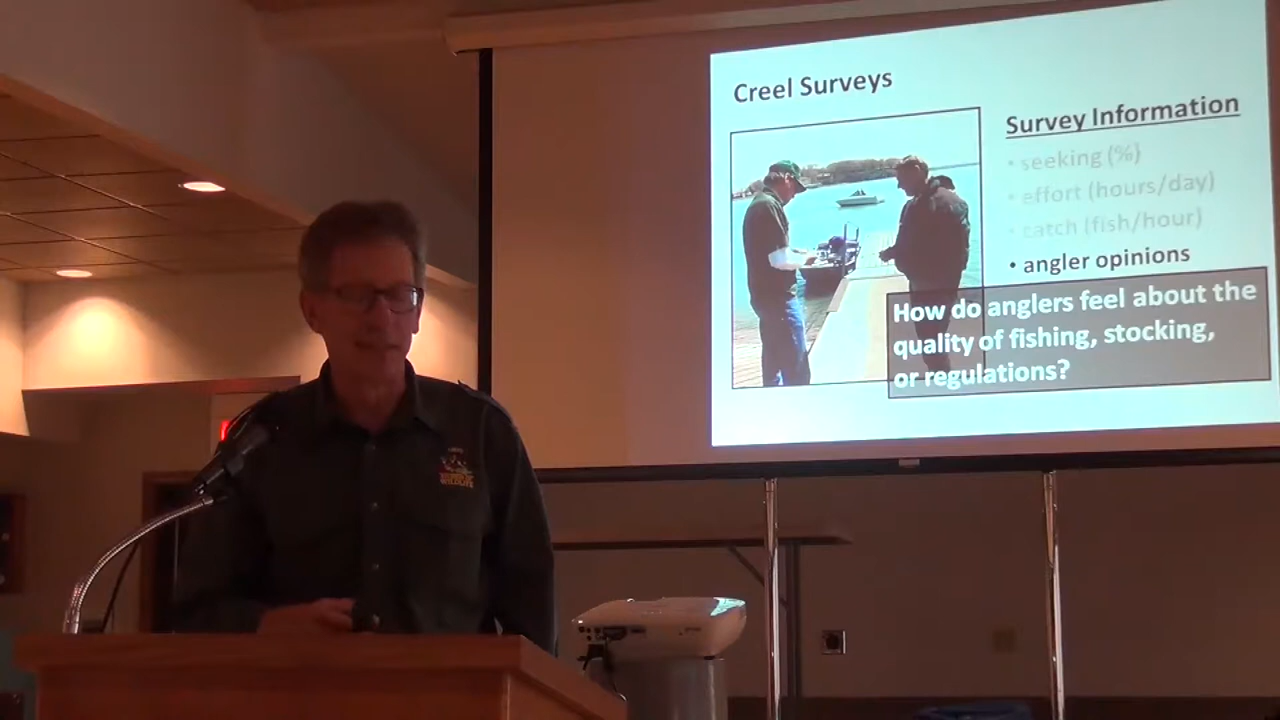 Creel Surveys
Survey Information
• seeking (%)
• effort (hours/day)
• catch (fish/hour)
• angler opinions
How do anglers feel about the
quality of fishing, stocking,
or regulations?
WILDLIFE